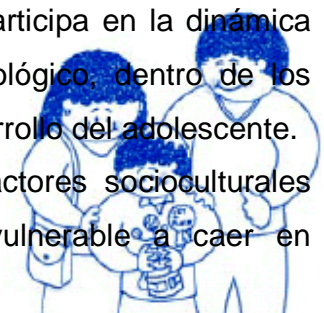 articipa en la dinámica
ológico, dentro de los
rrollo del adolescente.
actores socioculturales
vulnerable a caer en